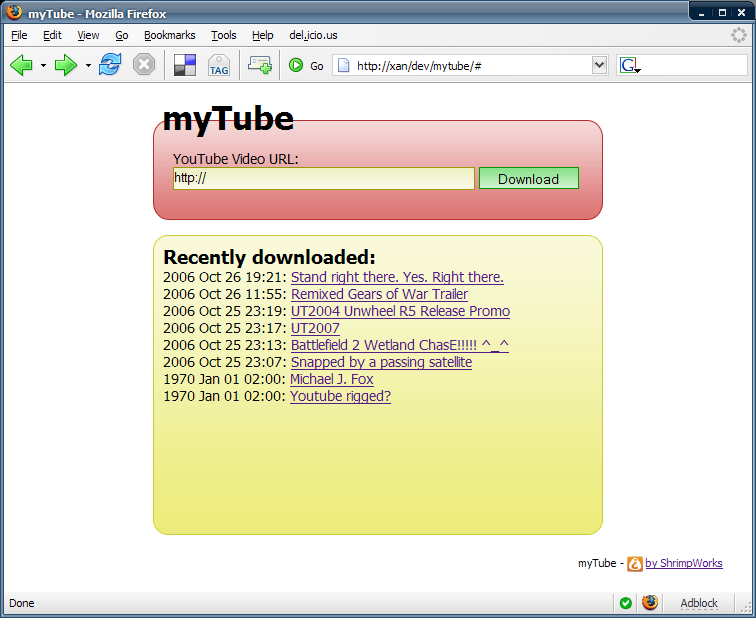 myTube - Mozilla Firefox
File Edit View Go Bookmarks Tools Help del.icio.us
TAG Go http://xan/dev/mytube/# G
myTube
YouTube Video URL:
http:// Download
Recently downloaded:
2006 Oct 26 19:21: Stand right there. Yes. Right there.
2006 Oct 26 11:55: Remixed Gears of War Trailer
2006 Oct 25 23:19: UT2004 Unwheel R5 Release Promo
2006 Oct 25 23:17: UT2007
2006 Oct 25 23:13: Battlefield 2 Wetland ChasE!!!!! ^_^
2006 Oct 25 23:07: Snapped by a passing satellite
1970 Jan 01 02:00: Michael J. Fox
1970 Jan 01 02:00: Youtube rigged?
myTube - by ShrimpWorks
Done Adblock